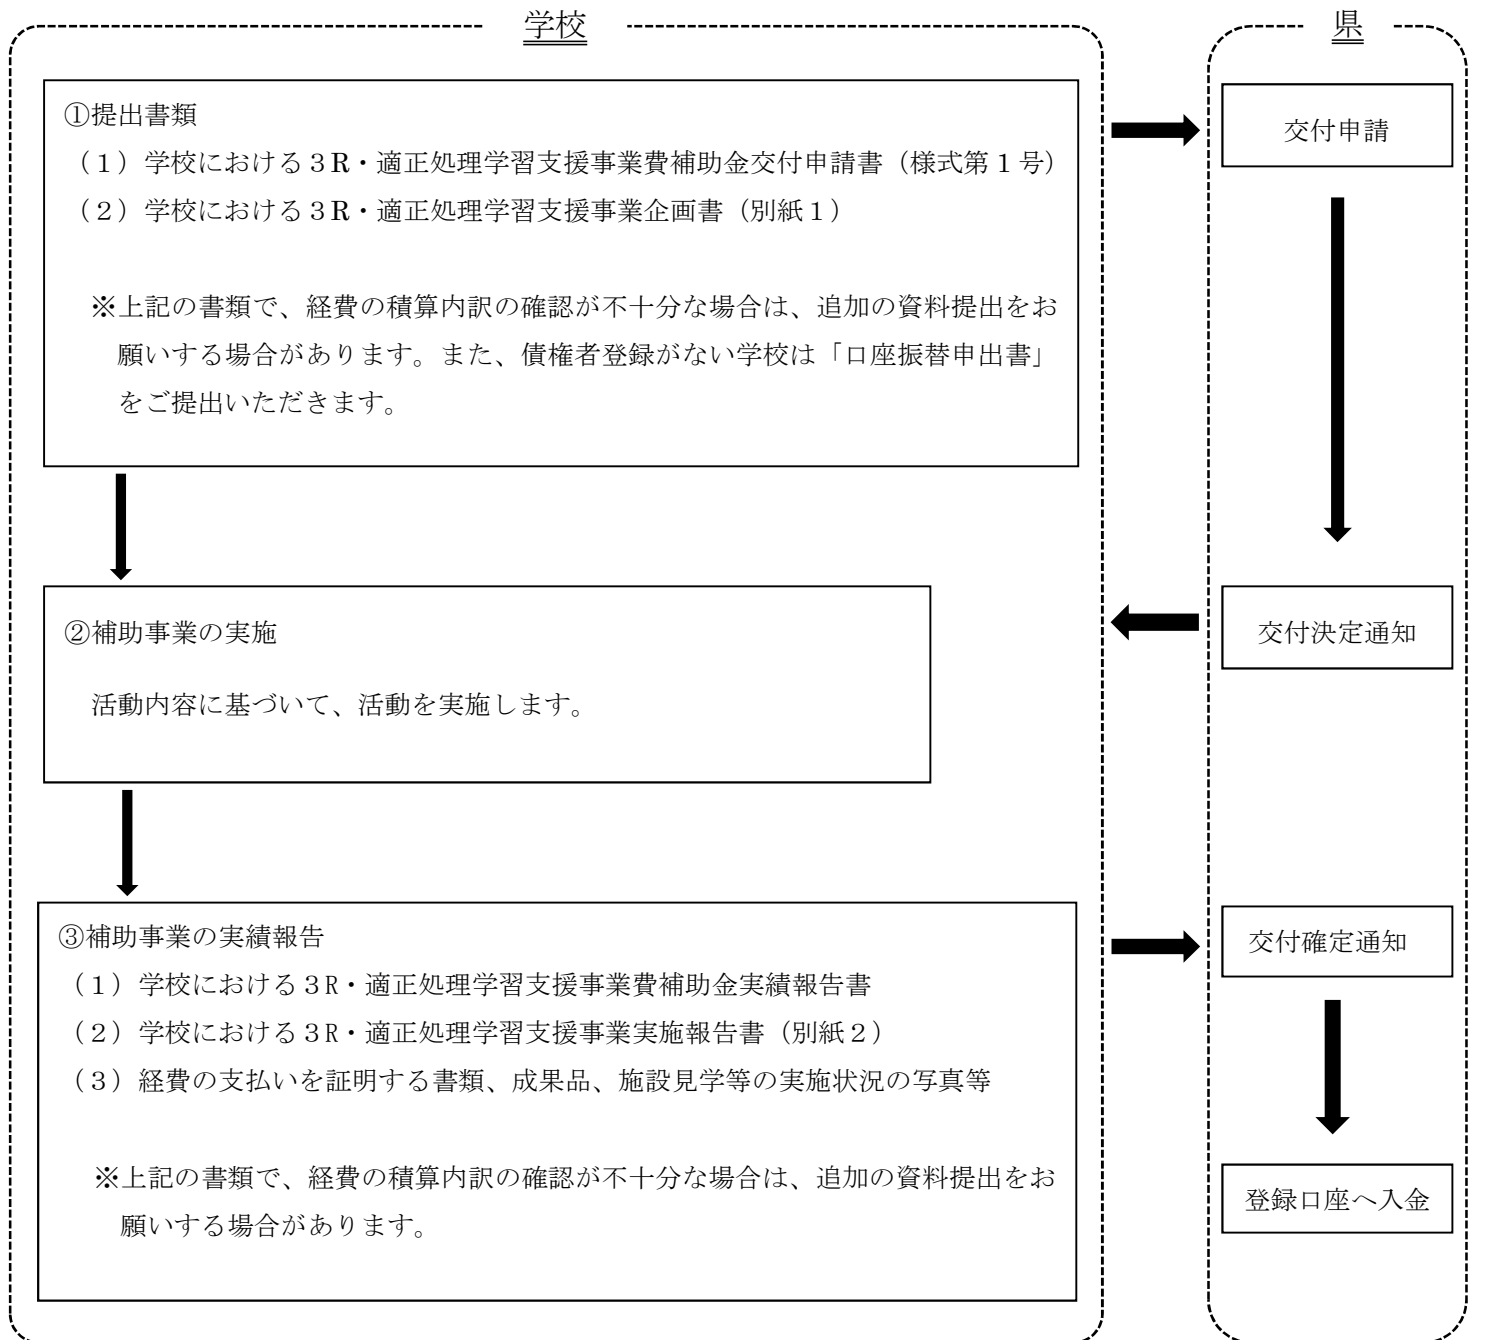 学校
①提出書類
（１）学校における３R・適正処理学習支援事業費補助金交付申請書（様式第１号）
（２）学校における３R・適正処理学習支援事業企画書（別紙１）
※上記の書類で、経費の積算内訳の確認が不十分な場合は、追加の資料提出をお
願いする場合があります。また、債権者登録がない学校は「口座振替申出書」
をご提出いただきます。
②補助事業の実施
活動内容に基づいて、活動を実施します。
③補助事業の実績報告
（１）学校における３R・適正処理学習支援事業費補助金実績報告書
（２）学校における３R・適正処理学習支援事業実施報告書（別紙２）
（３）経費の支払いを証明する書類、成果品、施設見学等の実施状況の写真等
※上記の書類で、経費の積算内訳の確認が不十分な場合は、追加の資料提出をお
願いする場合があります。
県
交付申請
交付決定通知
交付確定通知
登録口座へ入金